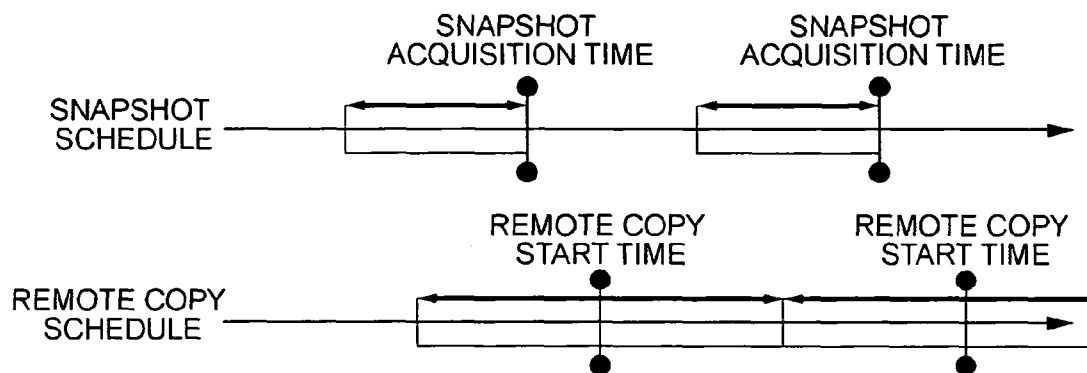 SNAPSHOT
ACQUISITION TIME
SNAPSHOT
ACQUISITION TIME
SNAPSHOT
SCHEDULE
REMOTE COPY
START TIME
REMOTE COPY
START TIME
REMOTE COPY
SCHEDULE